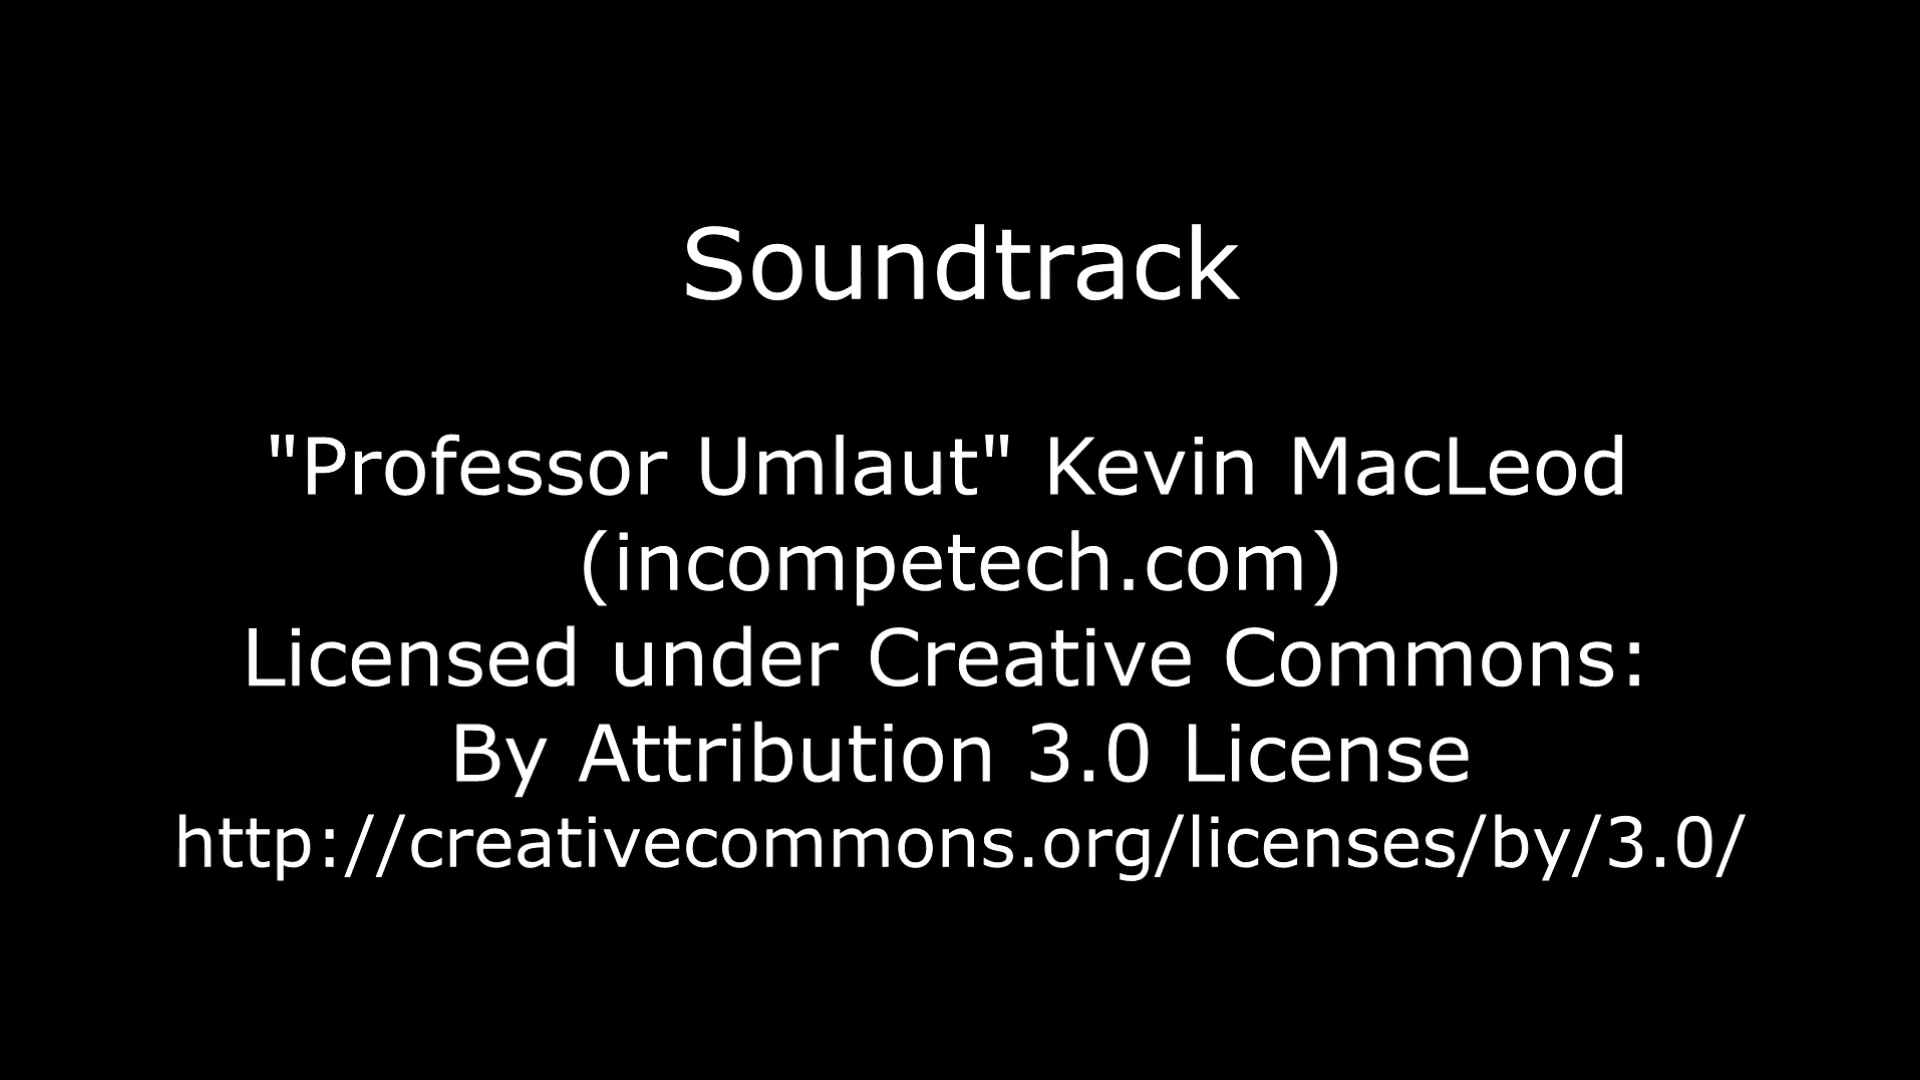 Soundtrack
"Professor Umlaut" Kevin MacLeod
(incompetech.com)
Licensed under Creative Commons:
By Attribution 3.0 License
http://creativecommons.org/licenses/by/3.0/